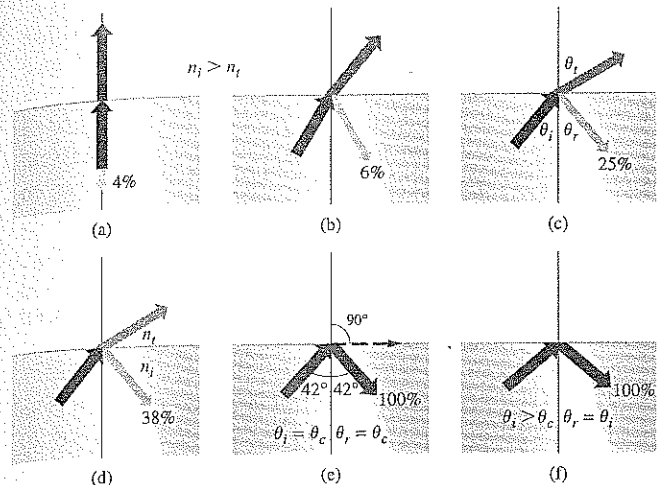 n_i > n_t
4%
(a)
6%
(b)
θ_t
θ_i θ_r
25%
(c)
n_t
n_i
38%
(d)
90°
42° 42°
100%
θ_i = θ_c θ_r = θ_c
(e)
100%
θ_i > θ_c θ_r = θ_i
(f)